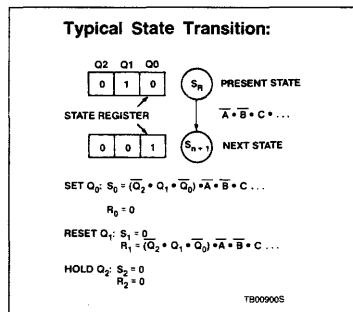 Typical State Transition:
Q2 Q1 Q0
0 1 0
S_R PRESENT STATE
STATE REGISTER
A̅ • B̅ • C • ...
0 0 1
S_{n+1} NEXT STATE
SET Q₀: S₀ = (Q̅₂ • Q₁ • Q̅₀) • A̅ • B̅ • C ...
R₀ = 0
RESET Q₁: S₁ = 0
R₁ = (Q̅₂ • Q₁ • Q̅₀) • A̅ • B̅ • C ...
HOLD Q₂: S₂ = 0
R₂ = 0
TB00900S